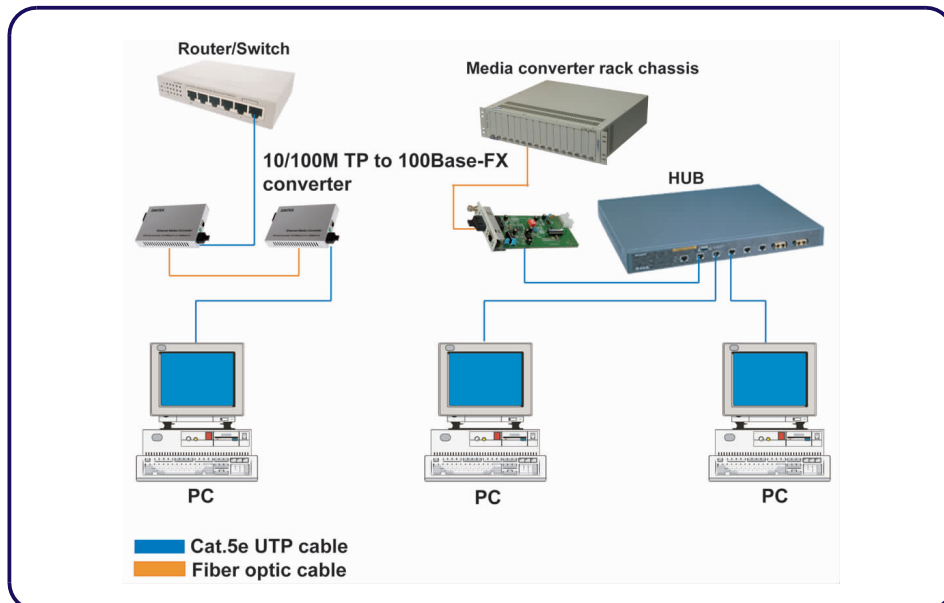 Router/Switch
Media converter rack chassis
10/100M TP to 100Base-FX
converter
HUB
PC
PC
PC
Cat.5e UTP cable
Fiber optic cable